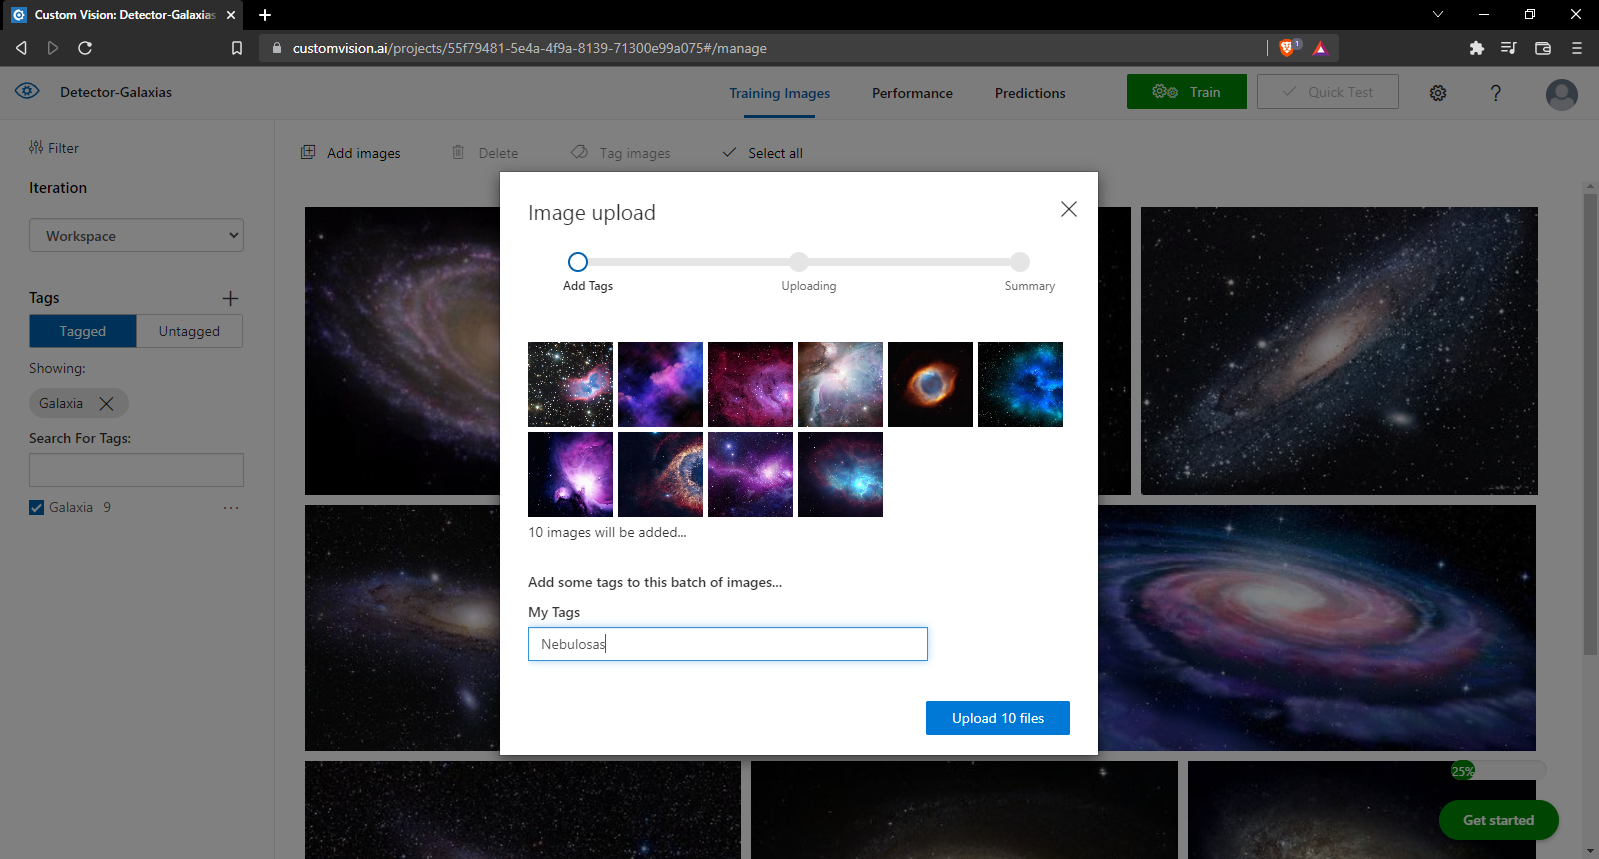 Custom Vision: Detector-Galaxias
customvision.ai/projects/55f79481-5e4a-4f9a-8139-71300e99a075#/manage
1
Detector-Galaxias
Training Images
Performance
Predictions
Train
Quick Test
?
Filter
Add images
Delete
Tag images
Select all
Iteration
Workspace
Tags
Tagged
Untagged
Showing:
Galaxia
Search For Tags:
Galaxia 9
Image upload
Add Tags
Uploading
Summary
10 images will be added...
Add some tags to this batch of images...
My Tags
Nebulosas
Upload 10 files
25%
Get started